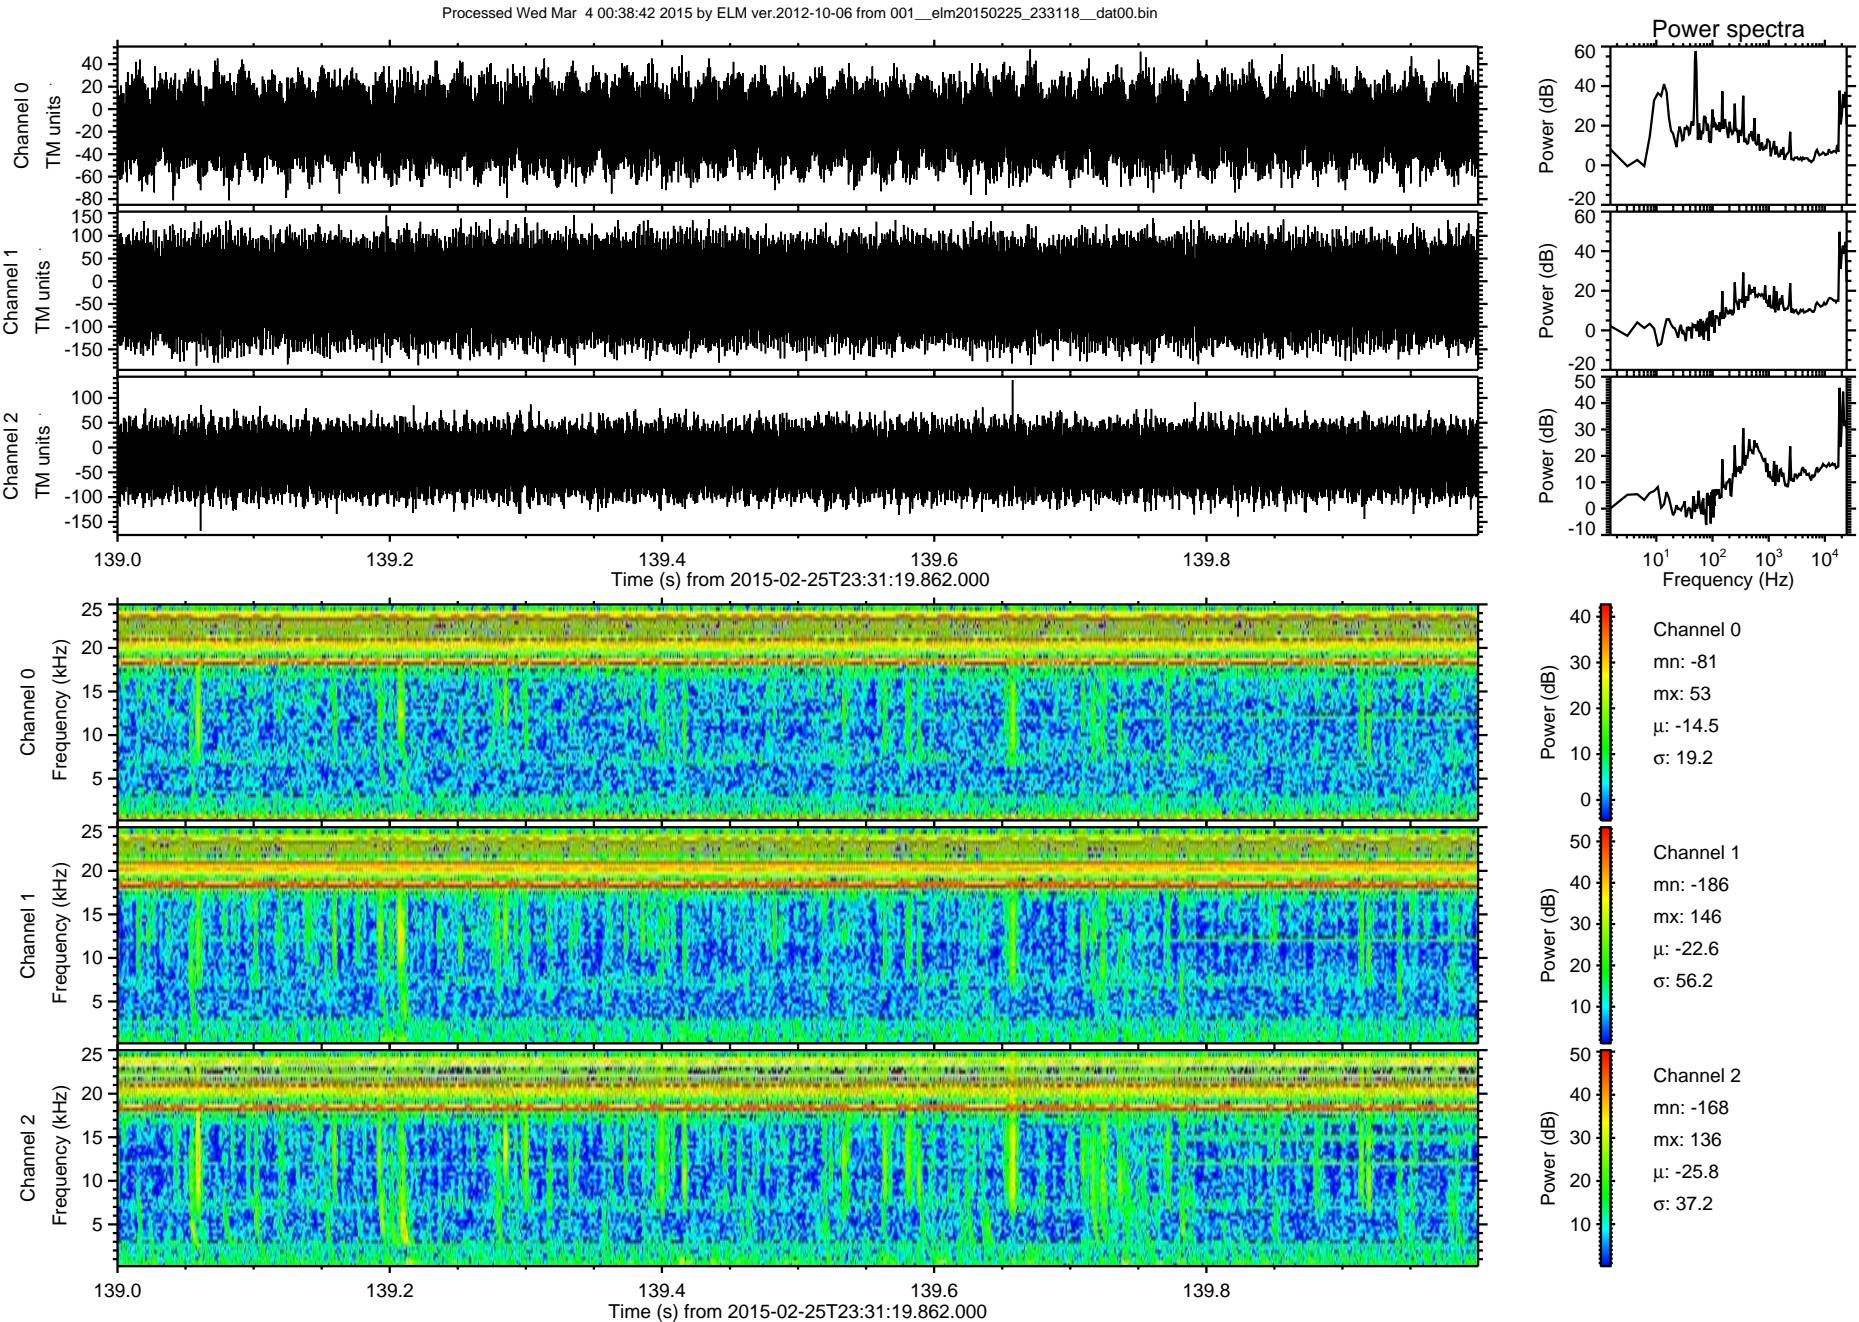 Processed Wed Mar 4 00:38:42 2015 by ELM ver.2012-10-06 from 001__elm20150225_233118__dat00.bin
Power spectra
Channel 0
TM units
40
20
0
-20
-40
-60
-80
Power (dB)
60
40
20
0
-20
Channel 1
TM units
150
100
50
0
-50
-100
-150
Power (dB)
60
40
20
0
-20
Channel 2
TM units
100
50
0
-50
-100
-150
Power (dB)
50
40
30
20
10
0
-10
139.0 139.2 139.4 139.6 139.8
Time (s) from 2015-02-25T23:31:19.862.000
10¹ 10² 10³ 10⁴
Frequency (Hz)
Channel 0
Frequency (kHz)
25
20
15
10
5
Power (dB)
40
30
20
10
0
Channel 0
mn: -81
mx: 53
μ: -14.5
σ: 19.2
Channel 1
Frequency (kHz)
25
20
15
10
5
Power (dB)
50
40
30
20
10
Channel 1
mn: -186
mx: 146
μ: -22.6
σ: 56.2
Channel 2
Frequency (kHz)
25
20
15
10
5
Power (dB)
50
40
30
20
10
Channel 2
mn: -168
mx: 136
μ: -25.8
σ: 37.2
139.0 139.2 139.4 139.6 139.8
Time (s) from 2015-02-25T23:31:19.862.000